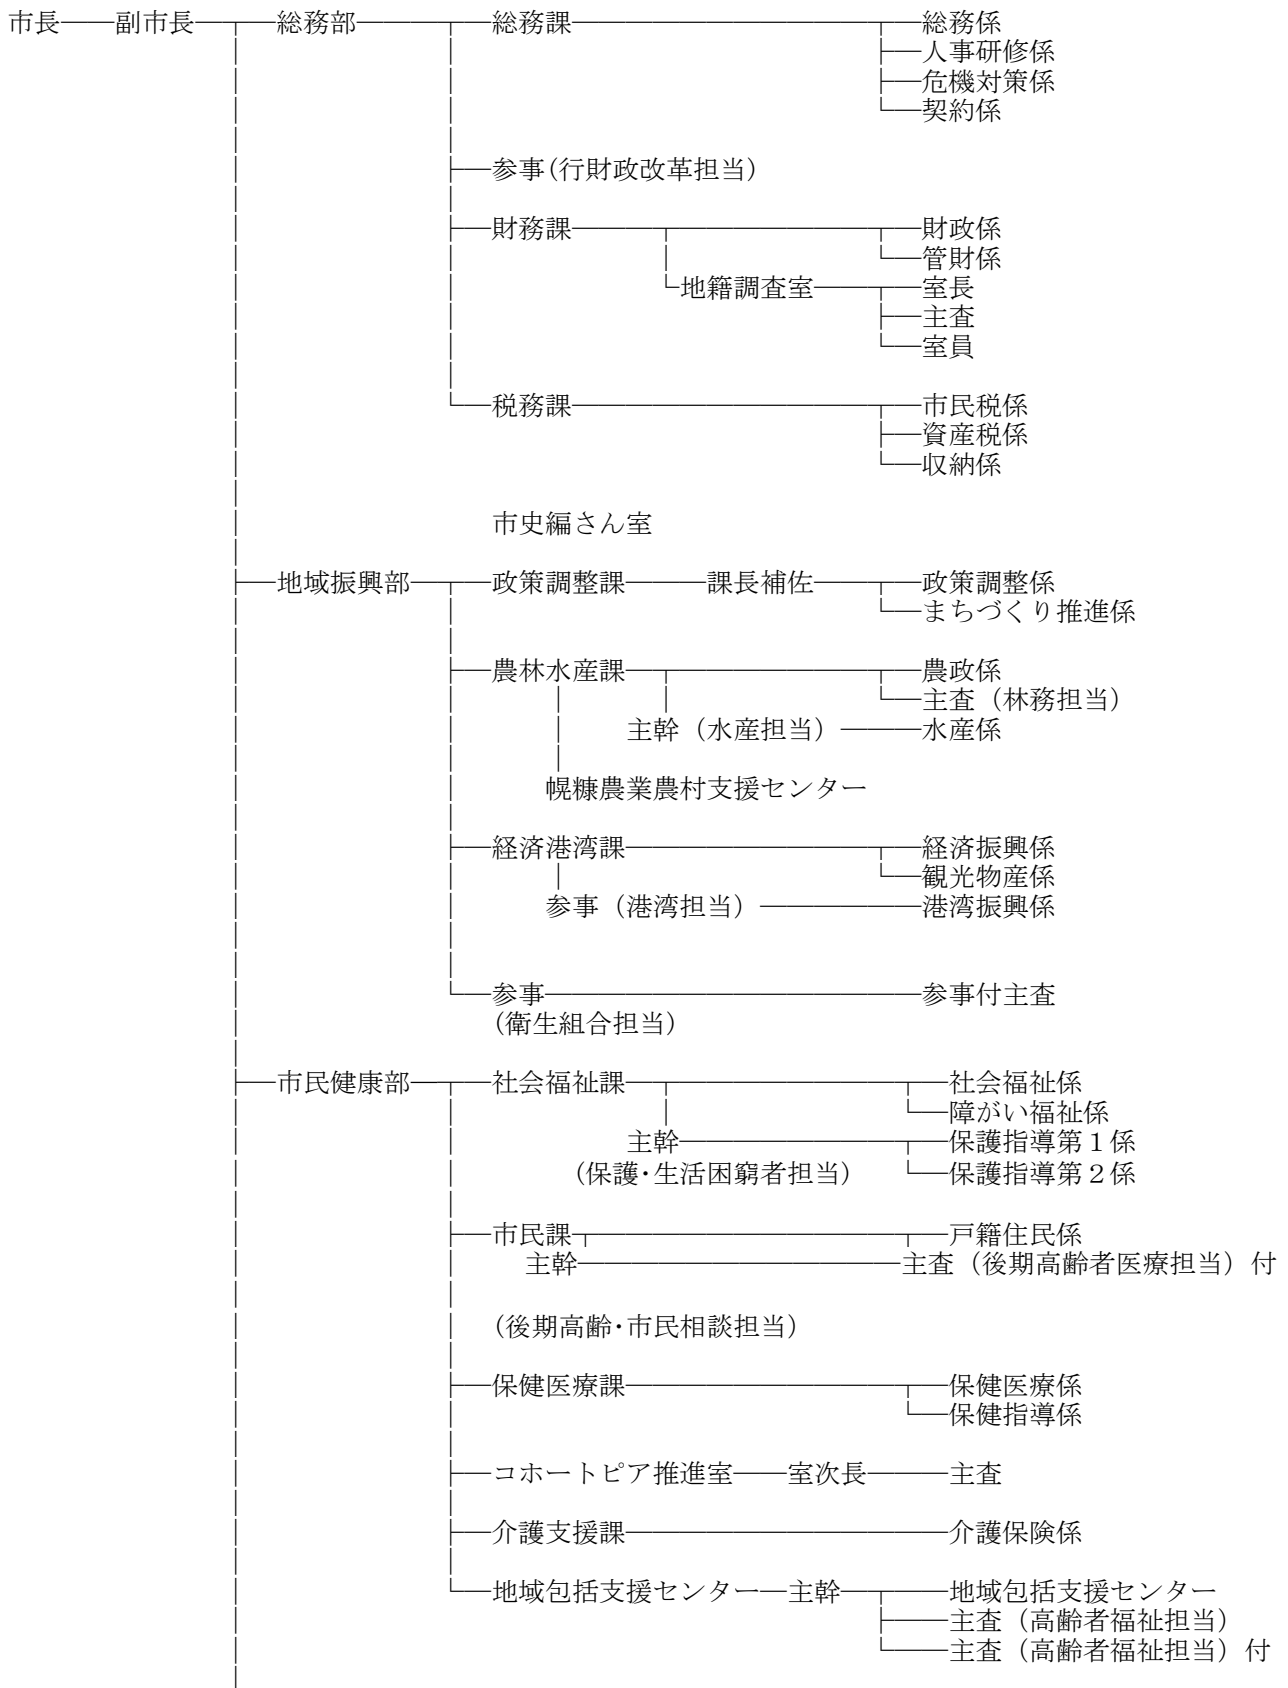 市長 副市長 総務部 総務課 総務係
人事研修係
危機対策係
契約係
参事(行財政改革担当)
財務課 財政係
管財係
地籍調査室 室長
主査
室員
税務課 市民税係
資産税係
収納係
市史編さん室
地域振興部 政策調整課 課長補佐 政策調整係
まちづくり推進係
農林水産課 農政係
主査（林務担当）
主幹（水産担当） 水産係
幌糠農業農村支援センター
経済港湾課 経済振興係
観光物産係
参事（港湾担当） 港湾振興係
参事 参事付主査
(衛生組合担当)
市民健康部 社会福祉課 社会福祉係
障がい福祉係
主幹 保護指導第１係
(保護･生活困窮者担当) 保護指導第２係
市民課 戸籍住民係
主幹 主査（後期高齢者医療担当）付
(後期高齢･市民相談担当)
保健医療課 保健医療係
保健指導係
コホートピア推進室 室次長 主査
介護支援課 介護保険係
地域包括支援センター 主幹 地域包括支援センター
主査（高齢者福祉担当）
主査（高齢者福祉担当）付